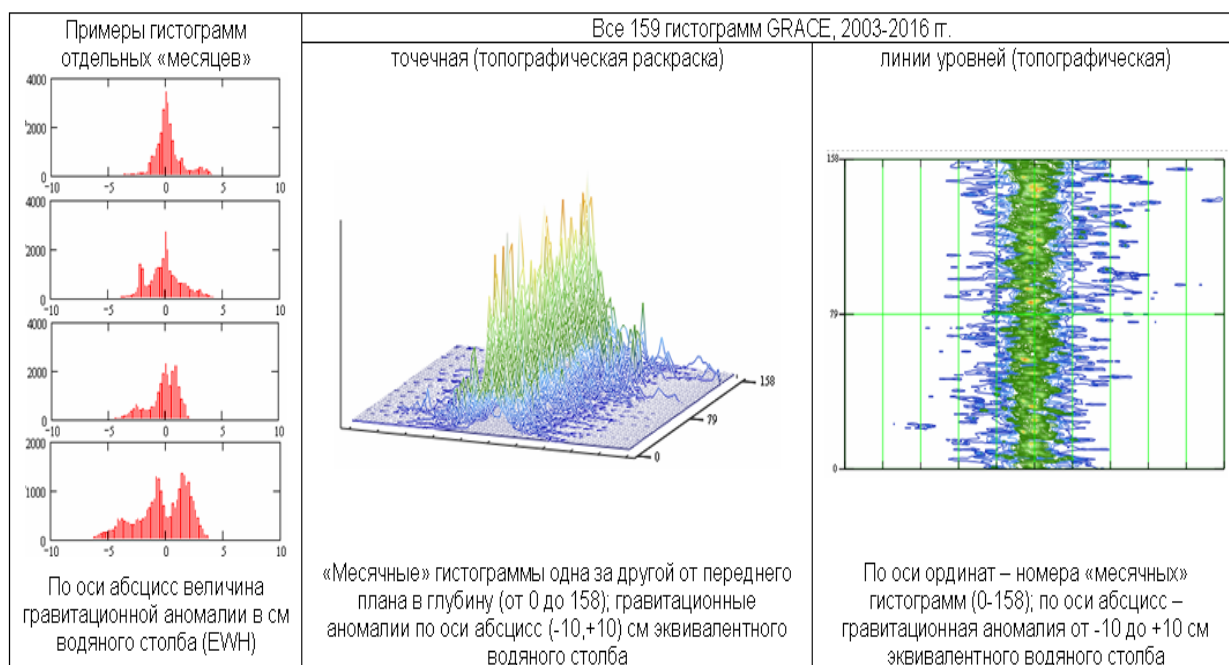 Примеры гистограмм
отдельных «месяцев»
Все 159 гистограмм GRACE, 2003-2016 гг.
точечная (топографическая раскраска)
линии уровней (топографическая)
4000
2000
0
-10
-5
0
5
10
4000
2000
0
-10
-5
0
5
10
4000
2000
0
-10
-5
0
5
10
2000
1000
0
-10
-5
0
5
10
По оси абсцисс величина
гравитационной аномалии в см
водяного столба (EWH)
158
79
0
«Месячные» гистограммы одна за другой от переднего
плана в глубину (от 0 до 158); гравитационные
аномалии по оси абсцисс (-10,+10) см эквивалентного
водяного столба
158
79
0
По оси ординат – номера «месячных»
гистограмм (0-158); по оси абсцисс –
гравитационная аномалия от -10 до +10 см
эквивалентного водяного столба